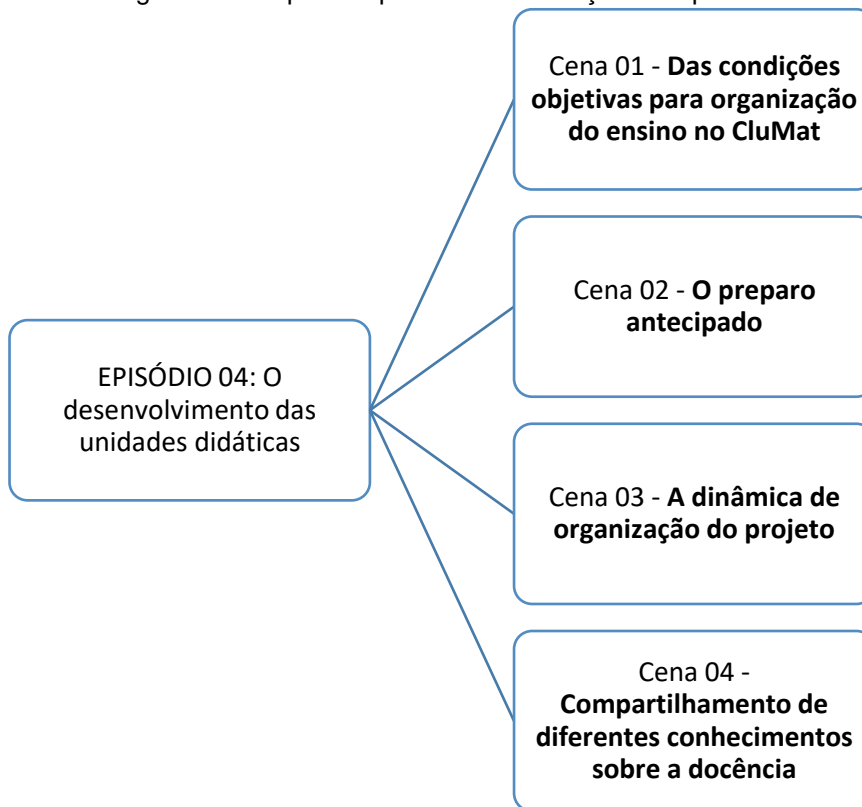 EPISÓDIO 04: O
desenvolvimento das
unidades didáticas
Cena 01 - Das condições
objetivas para organização
do ensino no CluMat
Cena 02 - O preparo
antecipado
Cena 03 - A dinâmica de
organização do projeto
Cena 04 -
Compartilhamento de
diferentes conhecimentos
sobre a docência